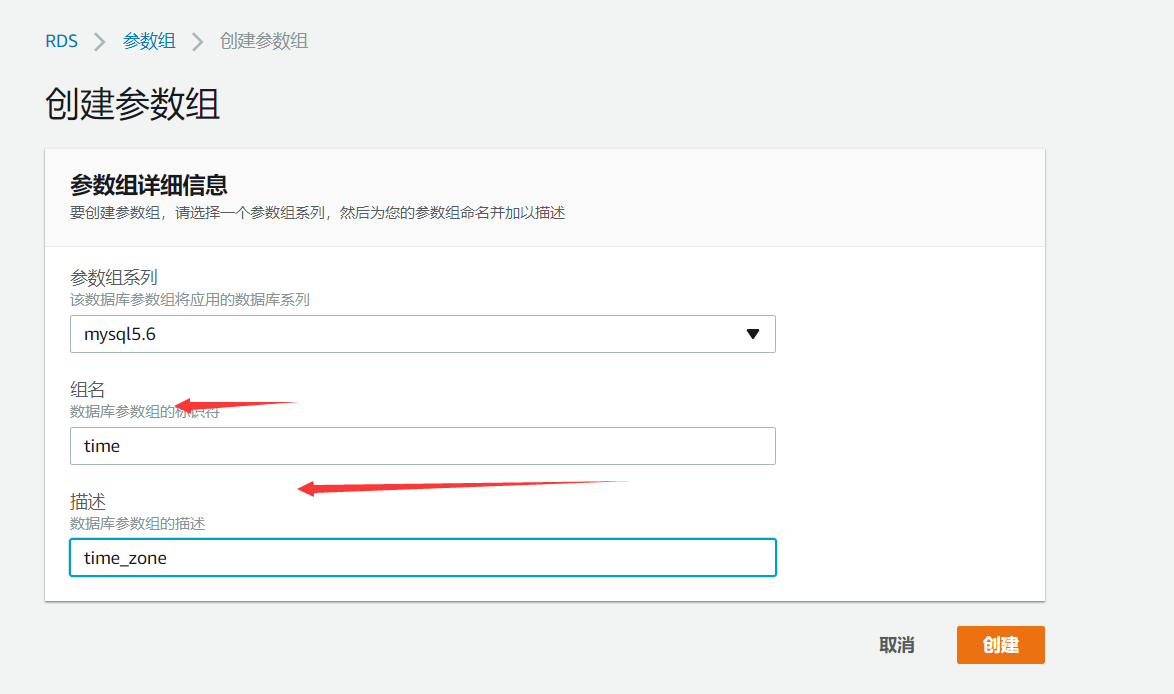 RDS > 参数组 > 创建参数组
创建参数组
参数组详细信息
要创建参数组，请选择一个参数组系列，然后为您的参数组命名并加以描述
参数组系列
该数据库参数组将应用的数据库系列
mysql5.6
组名
数据库参数组的标识符
time
描述
数据库参数组的描述
time_zone
取消 创建